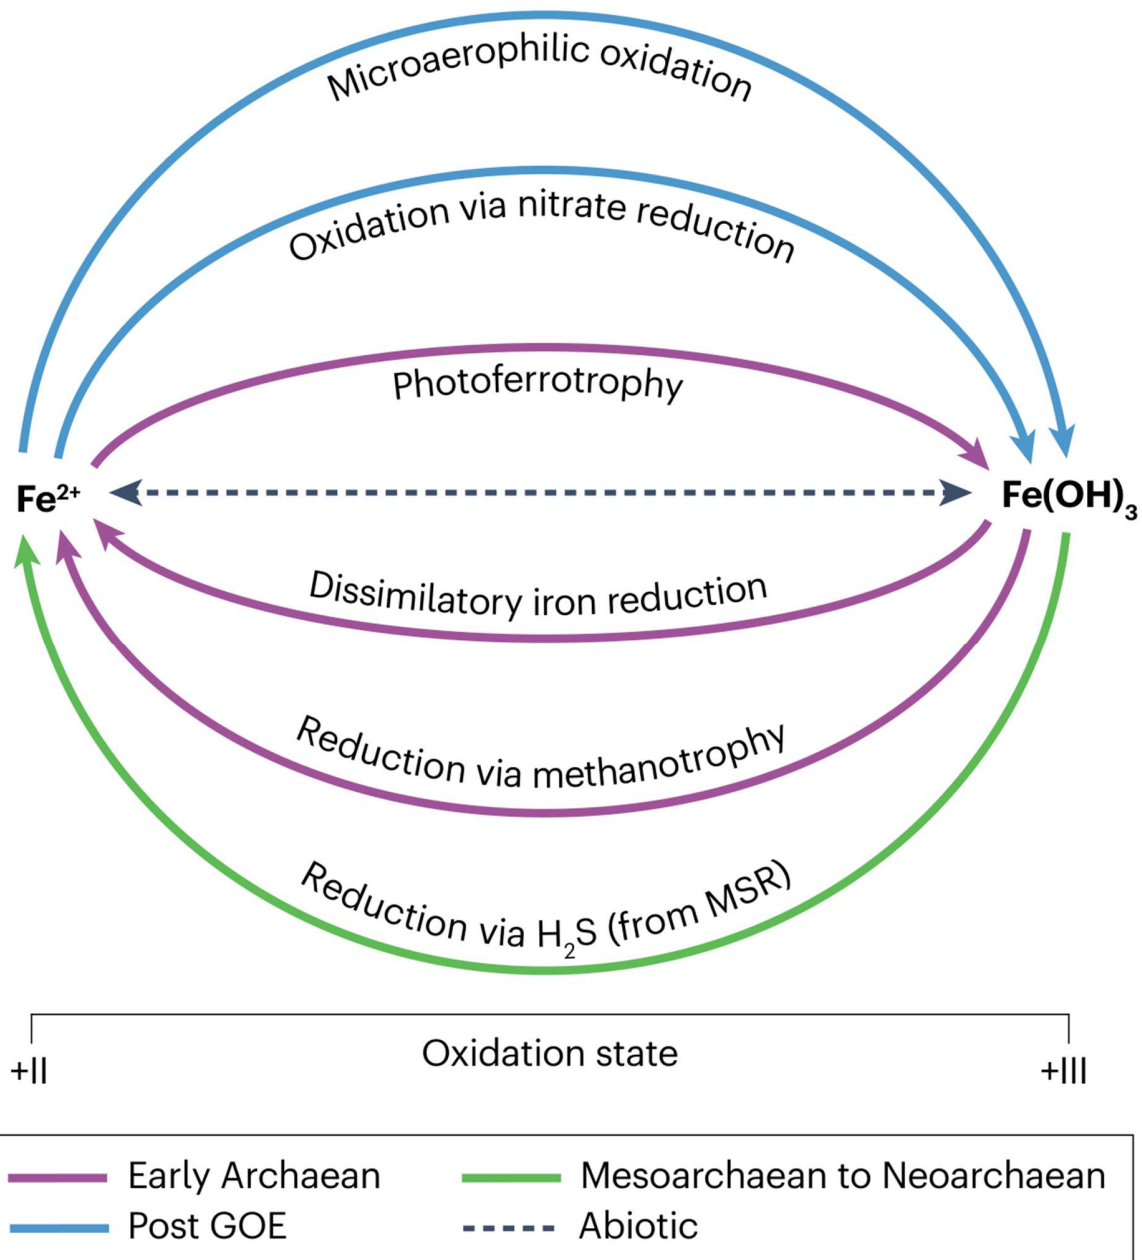 Microaerophilic oxidation
Oxidation via nitrate reduction
Photoferrotrophy
Fe²⁺
Fe(OH)₃
Dissimilatory iron reduction
Reduction via methanotrophy
Reduction via H₂S (from MSR)
Oxidation state
+II
+III
Early Archaean
Mesoarchaean to Neoarchaean
Post GOE
Abiotic